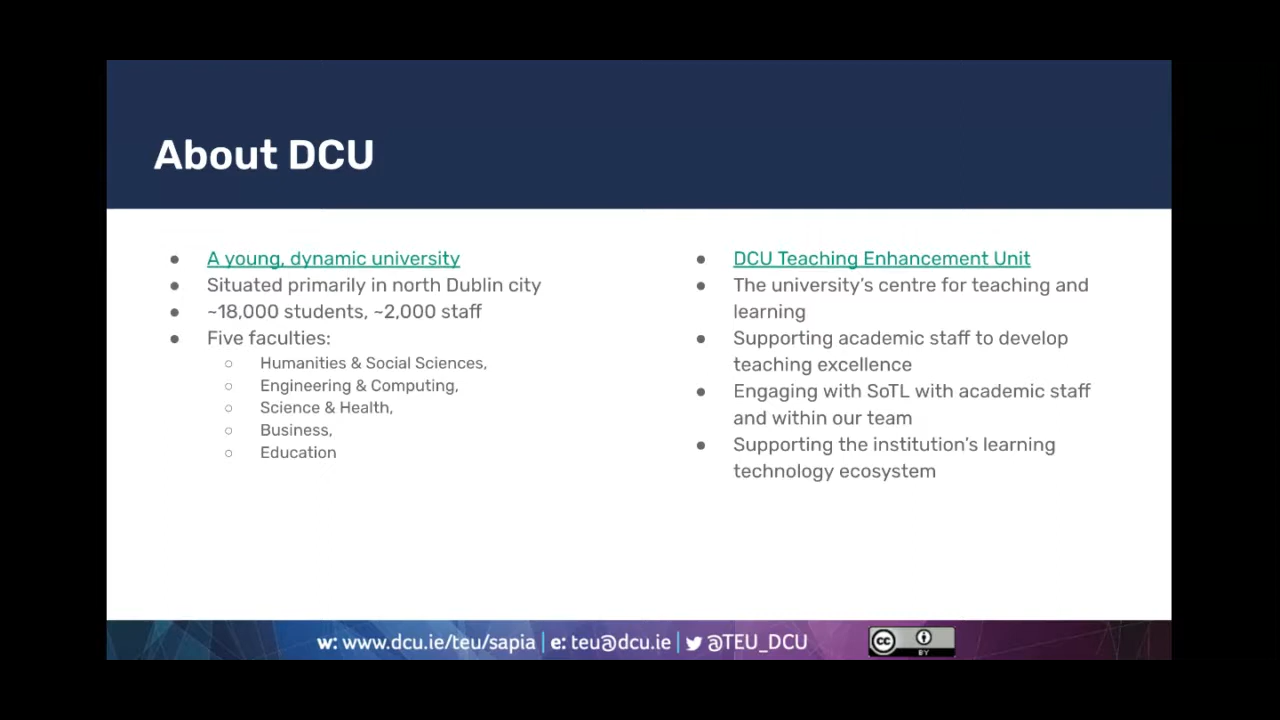 About DCU
● A young, dynamic university
● Situated primarily in north Dublin city
● ~18,000 students, ~2,000 staff
● Five faculties:
○ Humanities & Social Sciences,
○ Engineering & Computing,
○ Science & Health,
○ Business,
○ Education
● DCU Teaching Enhancement Unit
● The university's centre for teaching and
learning
● Supporting academic staff to develop
teaching excellence
● Engaging with SoTL with academic staff
and within our team
● Supporting the institution's learning
technology ecosystem
w: www.dcu.ie/teu/sapia | e: teu@dcu.ie | @TEU_DCU
cc
BY